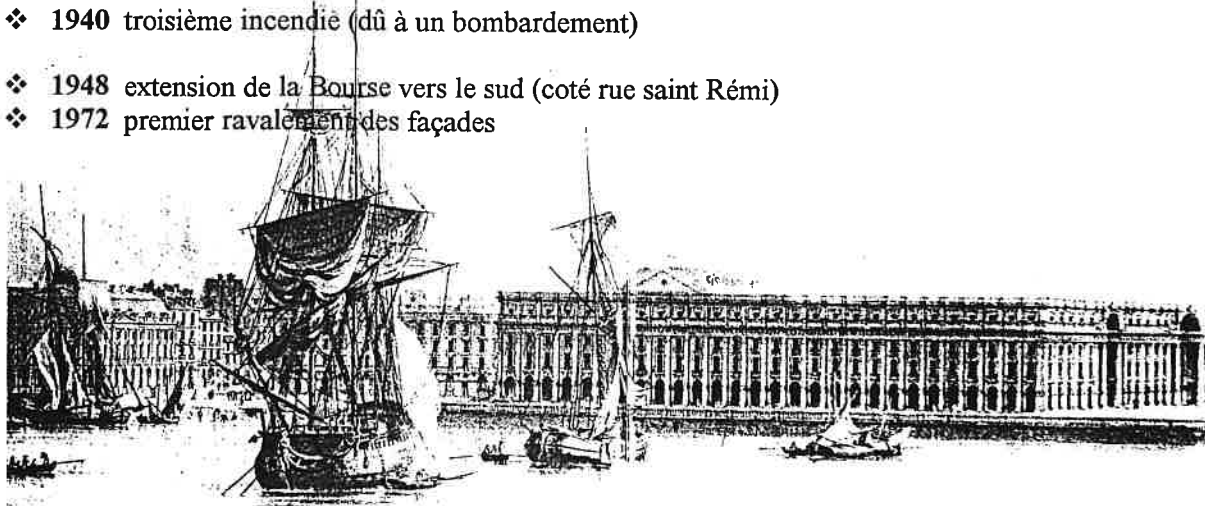 ❖ 1940 troisième incendie (dû à un bombardement)
❖ 1948 extension de la Bourse vers le sud (coté rue saint Rémi)
❖ 1972 premier ravalement des façades